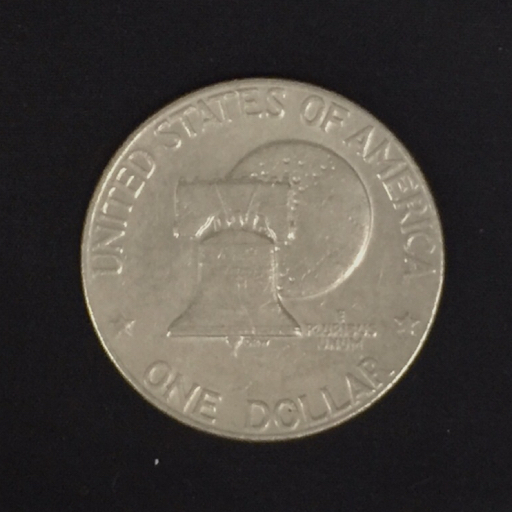 UNITED STATES OF AMERICA
E
PLURIBUS
UNUM
ONE DOLLAR